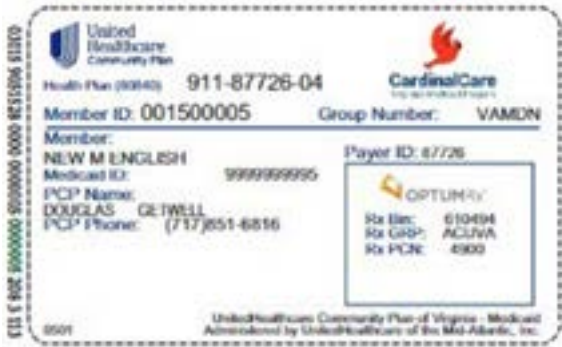 United
Healthcare
Community Plan
Health Plan (80840) 911-87726-04
CardinalCare
Member ID: 001500005 Group Number: VAMDN
Member:
NEW M ENGLISH
Medicaid ID: 9999999995
PCP Name:
DOUGLAS GETWELL
PCP Phone: (717)851-6816
Payer ID: 87726
OPTUMRx
Rx Bin: 610494
Rx GRP: ACUVA
Rx PCN: 4900
0501
UnitedHealthcare Community Plan of Virginia - Medicaid
Administered by UnitedHealthcare of the Mid-Atlantic, Inc.